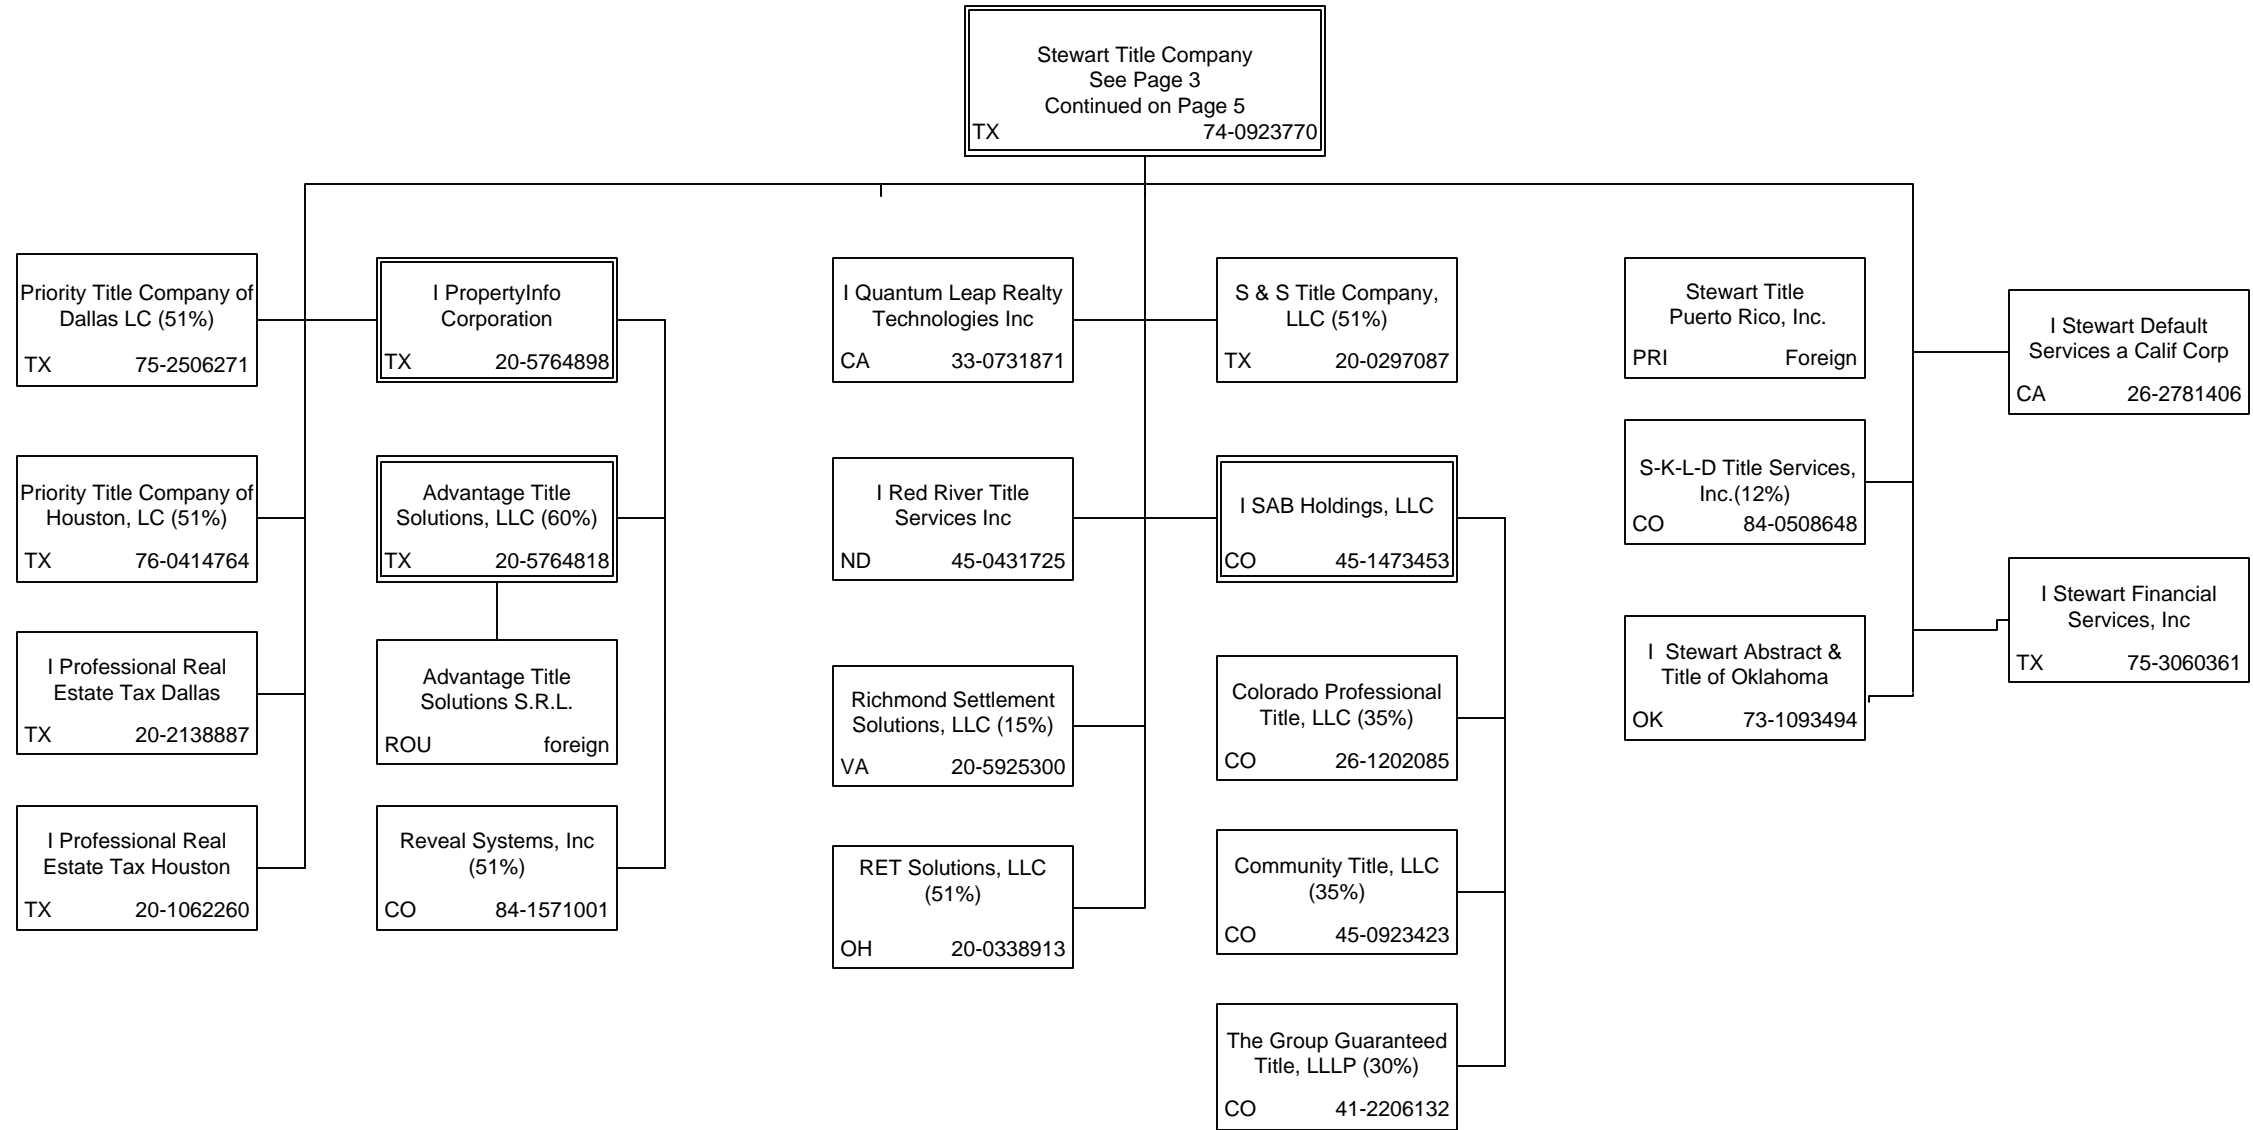 Stewart Title Company
See Page 3
Continued on Page 5
TX 74-0923770
Priority Title Company of
Dallas LC (51%)
TX 75-2506271
I PropertyInfo
Corporation
TX 20-5764898
I Quantum Leap Realty
Technologies Inc
CA 33-0731871
S & S Title Company,
LLC (51%)
TX 20-0297087
Stewart Title
Puerto Rico, Inc.
PRI Foreign
I Stewart Default
Services a Calif Corp
CA 26-2781406
Priority Title Company of
Houston, LC (51%)
TX 76-0414764
Advantage Title
Solutions, LLC (60%)
TX 20-5764818
I Red River Title
Services Inc
ND 45-0431725
I SAB Holdings, LLC
CO 45-1473453
S-K-L-D Title Services,
Inc.(12%)
CO 84-0508648
I Stewart Financial
Services, Inc
TX 75-3060361
I Professional Real
Estate Tax Dallas
TX 20-2138887
Advantage Title
Solutions S.R.L.
ROU foreign
Richmond Settlement
Solutions, LLC (15%)
VA 20-5925300
Colorado Professional
Title, LLC (35%)
CO 26-1202085
I Stewart Abstract &
Title of Oklahoma
OK 73-1093494
I Professional Real
Estate Tax Houston
TX 20-1062260
Reveal Systems, Inc
(51%)
CO 84-1571001
RET Solutions, LLC
(51%)
OH 20-0338913
Community Title, LLC
(35%)
CO 45-0923423
The Group Guaranteed
Title, LLLP (30%)
CO 41-2206132